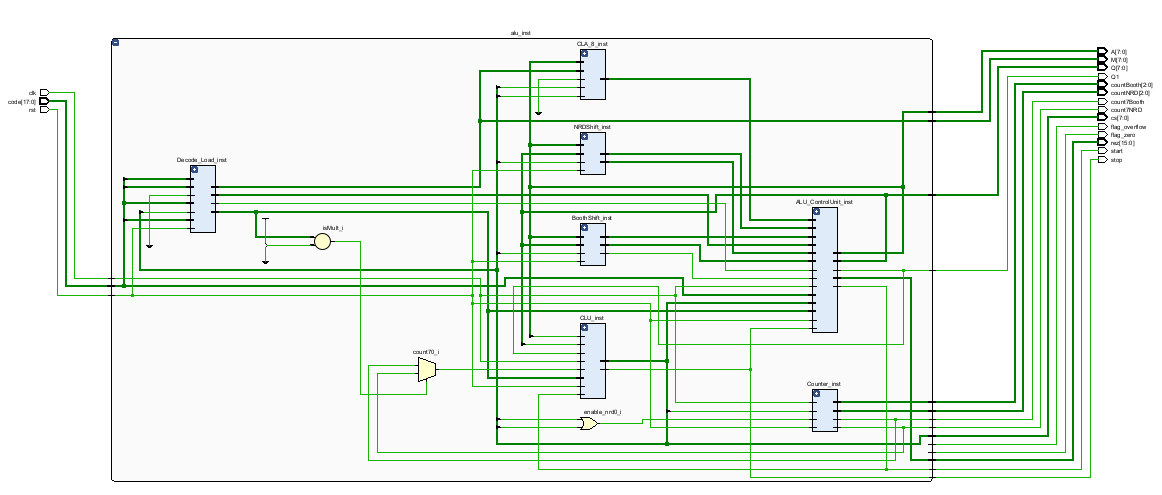 alu_inst
CLA_8_inst
A[7:0]
M[7:0]
Q[7:0]
Q1
clk
code[17:0]
rst
countBooth[2:0]
countNRD[2:0]
count7Booth
count7NRD
cs[7:0]
flag_overflow
flag_zero
rez[15:0]
start
stop
NRDShift_inst
Decode_Load_inst
ALU_ControlUnit_inst
BoothShift_inst
isMult_i
CLU_inst
count70_i
Counter_inst
enable_nrd0_i